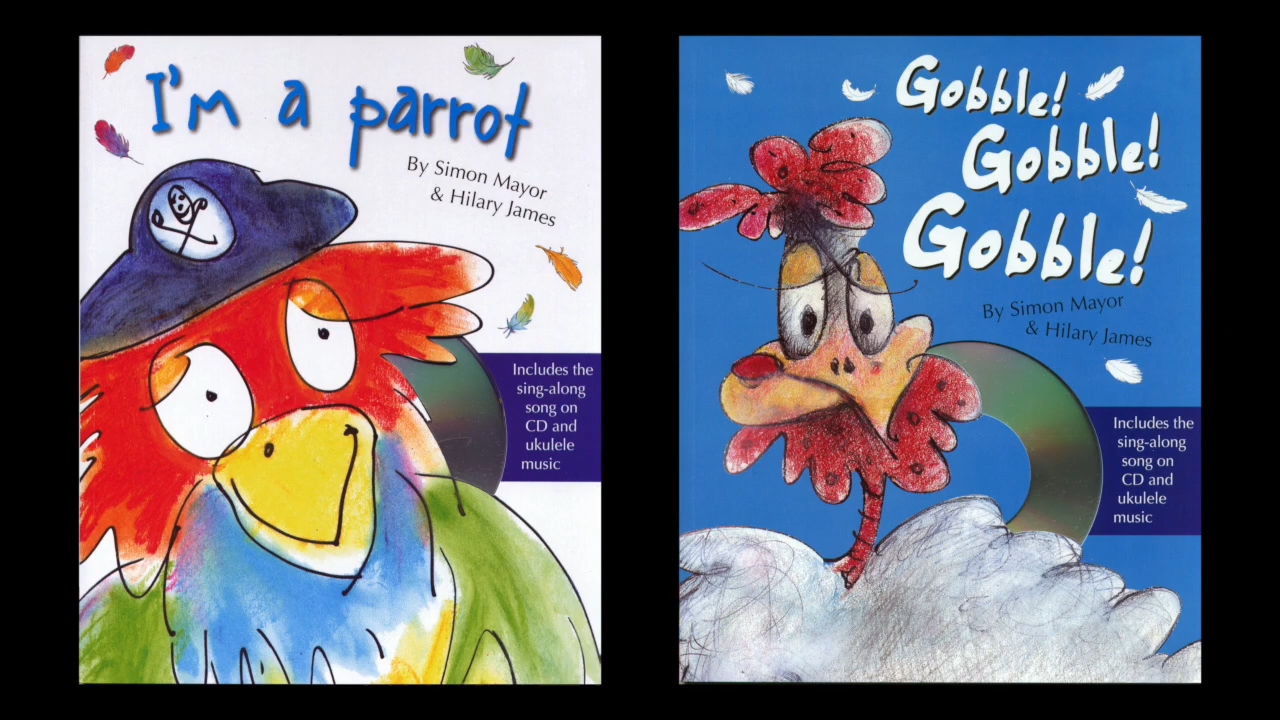 I'm a parrot
By Simon Mayor
& Hilary James
Includes the
sing-along
song on
CD and
ukulele
music
Gobble!
Gobble!
Gobble!
By Simon Mayor
& Hilary James
Includes the
sing-along
song on
CD and
ukulele
music